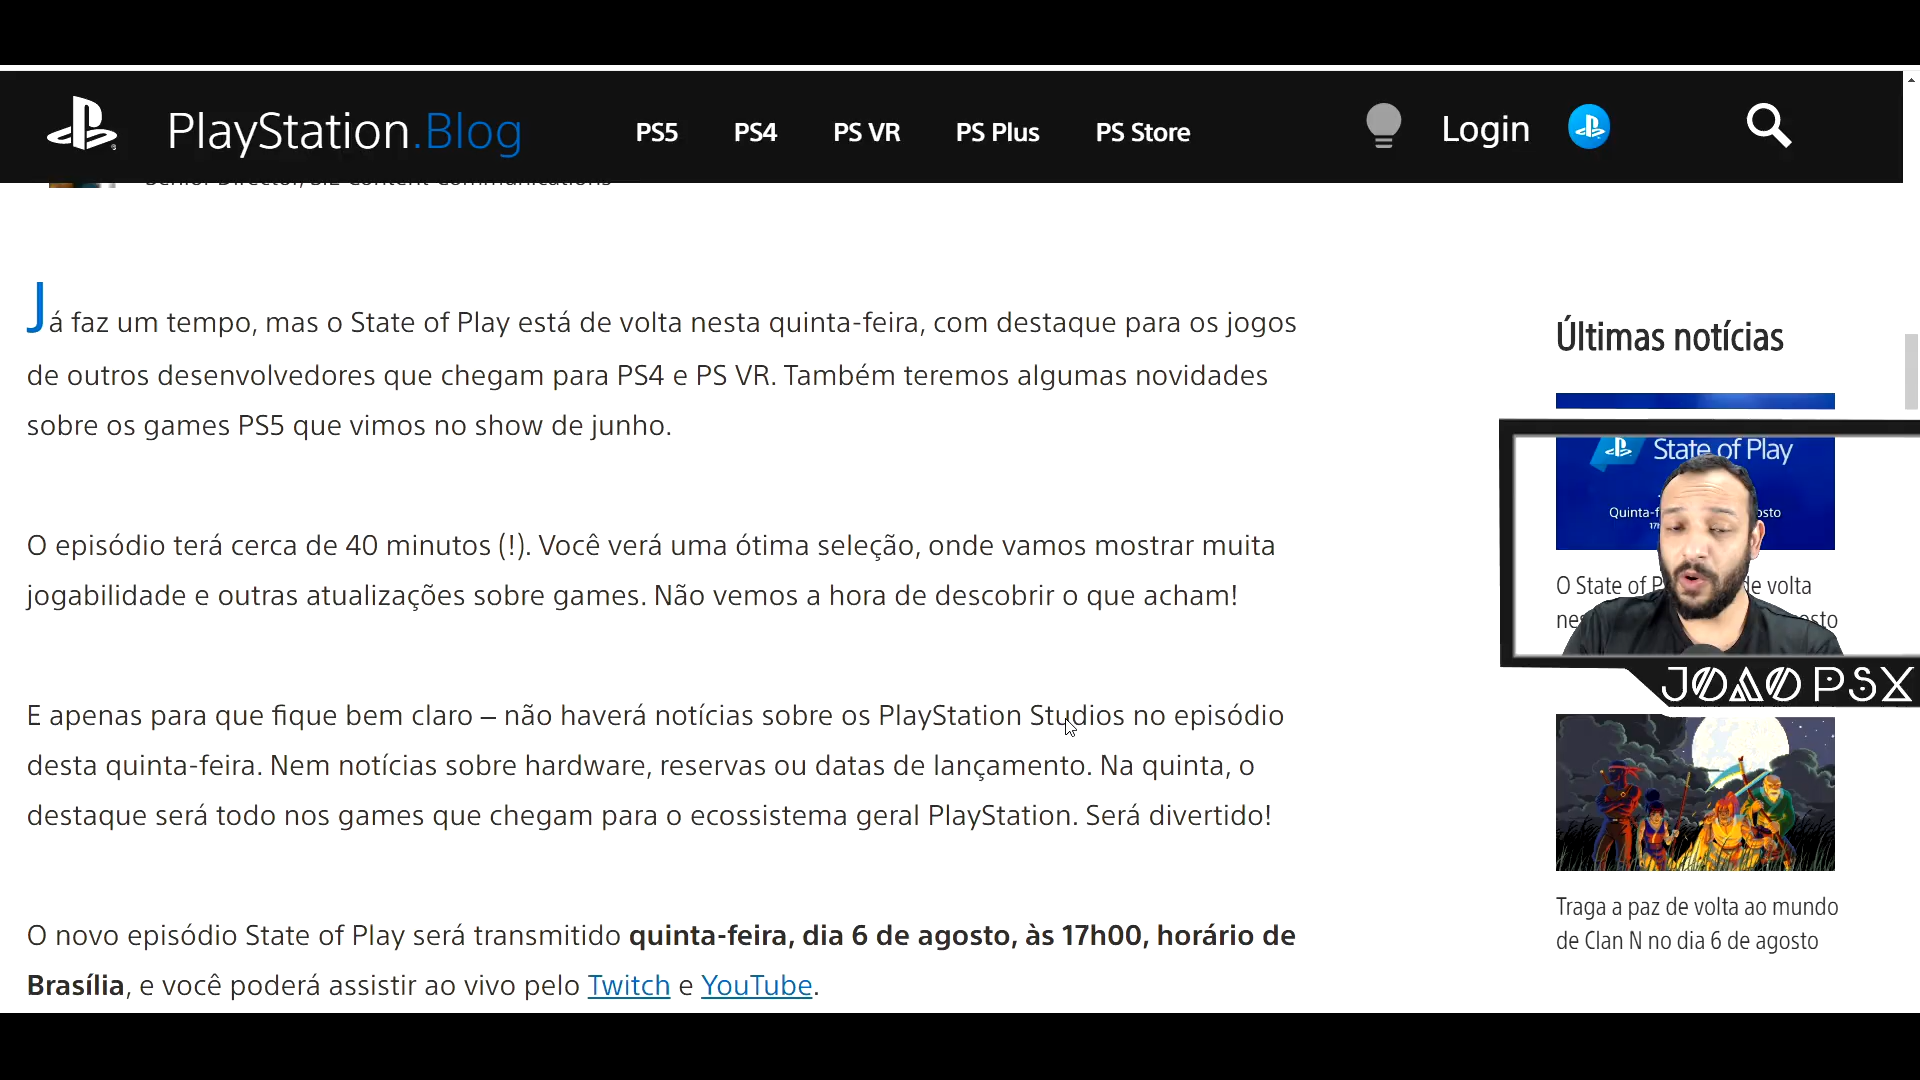 PlayStation.Blog
PS5
PS4
PS VR
PS Plus
PS Store
Login
Senior Director, SIE Content Communications
Já faz um tempo, mas o State of Play está de volta nesta quinta-feira, com destaque para os jogos
de outros desenvolvedores que chegam para PS4 e PS VR. Também teremos algumas novidades
sobre os games PS5 que vimos no show de junho.
O episódio terá cerca de 40 minutos (!). Você verá uma ótima seleção, onde vamos mostrar muita
jogabilidade e outras atualizações sobre games. Não vemos a hora de descobrir o que acham!
E apenas para que fique bem claro – não haverá notícias sobre os PlayStation Studios no episódio
desta quinta-feira. Nem notícias sobre hardware, reservas ou datas de lançamento. Na quinta, o
destaque será todo nos games que chegam para o ecossistema geral PlayStation. Será divertido!
O novo episódio State of Play será transmitido quinta-feira, dia 6 de agosto, às 17h00, horário de
Brasília, e você poderá assistir ao vivo pelo Twitch e YouTube.
Últimas notícias
State of Play
O State of de volta
JOAO PSX
Traga a paz de volta ao mundo
de Clan N no dia 6 de agosto